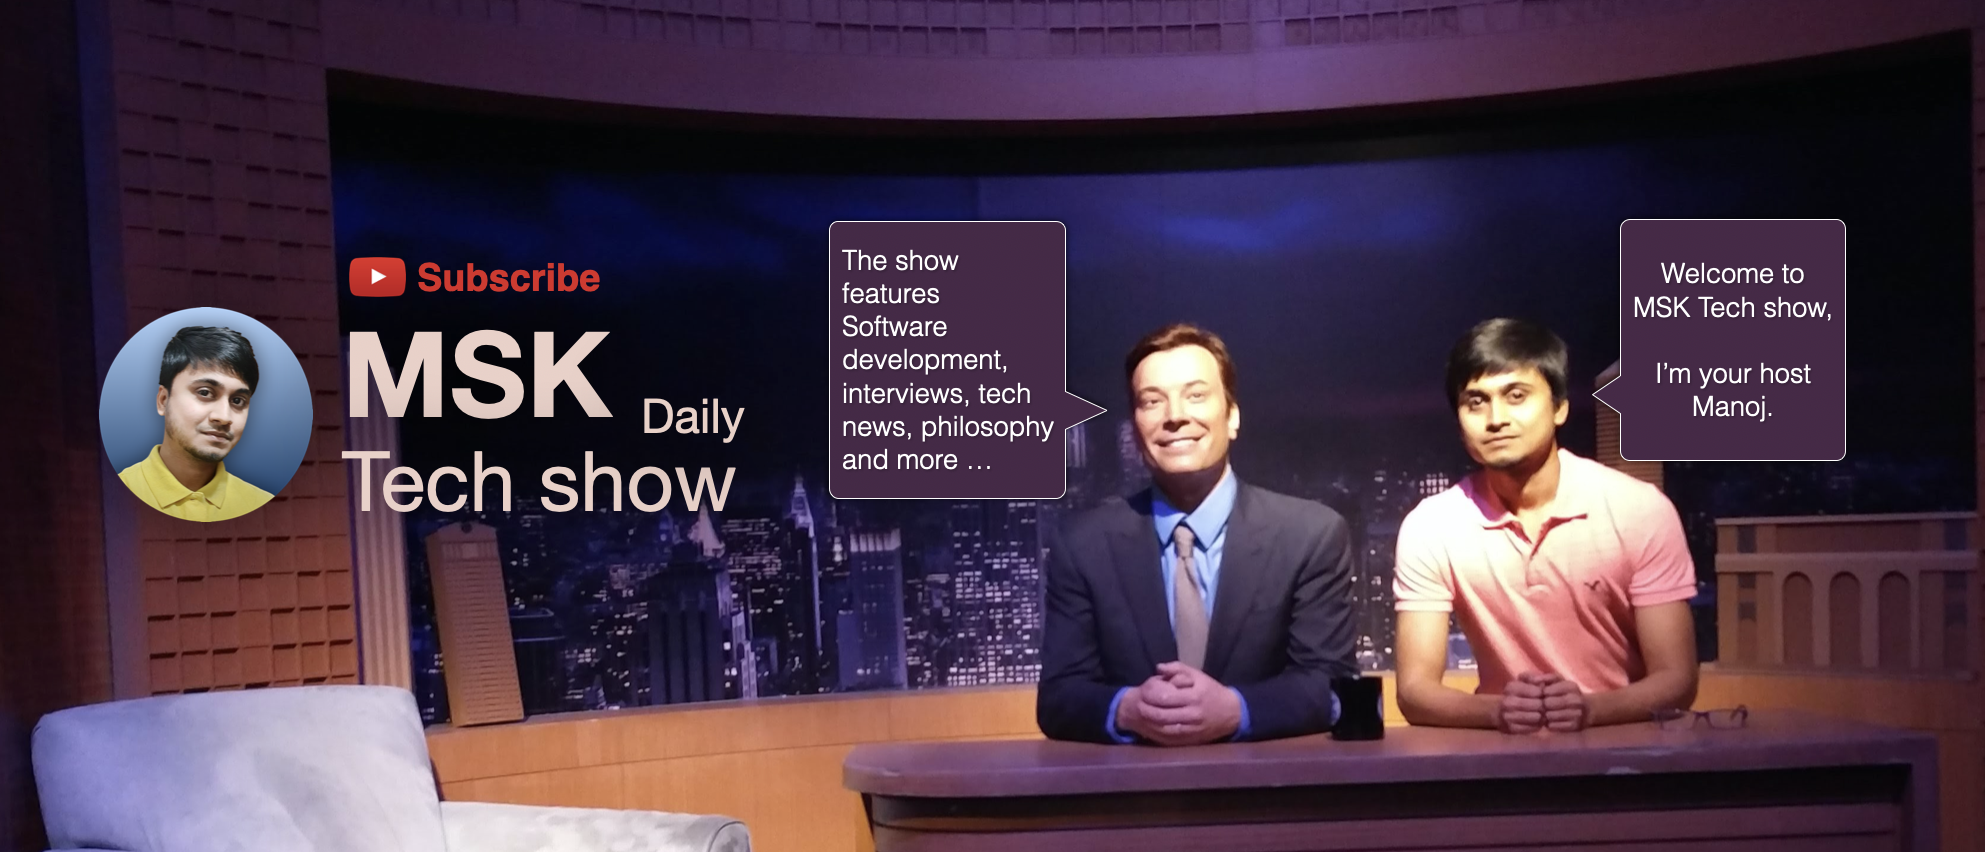 Subscribe
MSK Daily
Tech show
The show
features
Software
development,
interviews, tech
news, philosophy
and more …
Welcome to
MSK Tech show,
I’m your host
Manoj.